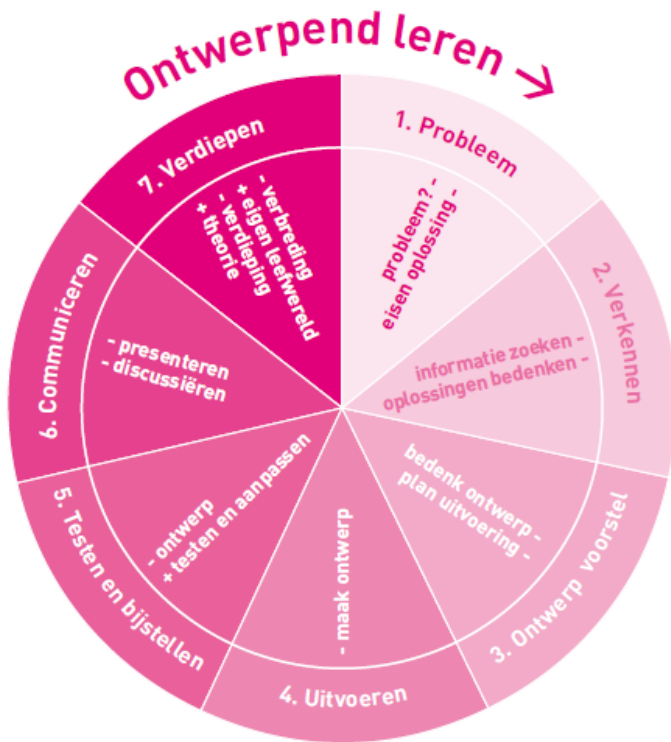 Ontwerpend leren →
1. Probleem
probleem? -
eisen oplossing -
2. Verkennen
informatie zoeken -
oplossingen bedenken -
3. Ontwerp voorstel
bedenk ontwerp -
plan uitvoering -
4. Uitvoeren
- maak ontwerp
5. Testen en bijstellen
- ontwerp
+ testen en aanpassen
6. Communiceren
- presenteren
- discussiëren
7. Verdiepen
- verbreding
+ eigen leefwereld
- verdieping
+ theorie